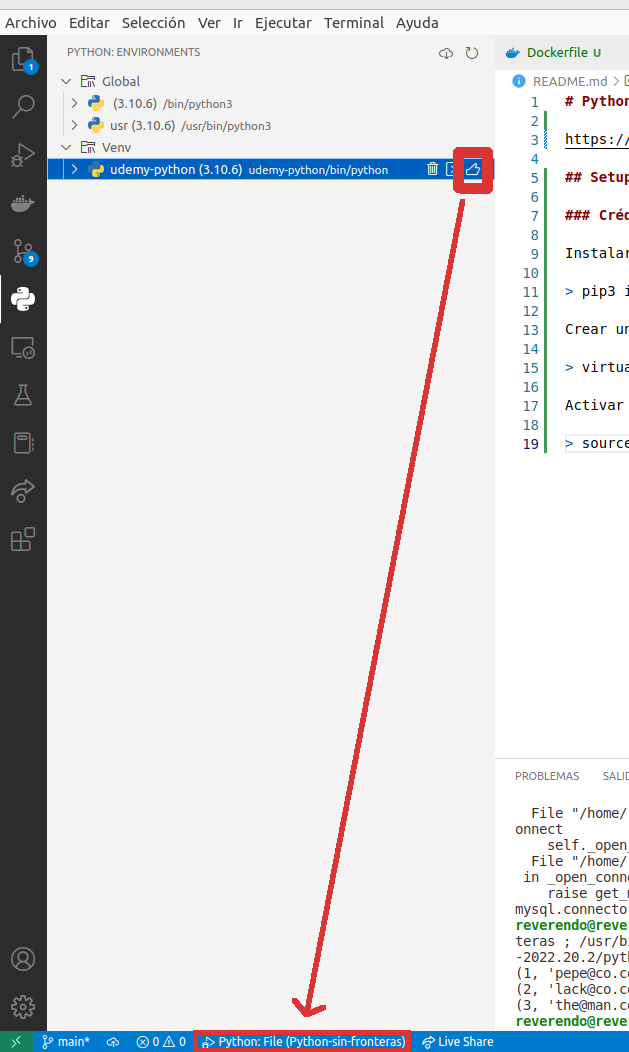 Archivo Editar Selección Ver Ir Ejecutar Terminal Ayuda
PYTHON: ENVIRONMENTS
Global
(3.10.6) /bin/python3
usr (3.10.6) /usr/bin/python3
Venv
udemy-python (3.10.6) udemy-python/bin/python
1
9
Dockerfile U
README.md
1 # Python
2
3 https://
4
5 ## Setup
6
7 ### Créd
8
9 Instalar
10
11 > pip3 i
12
13 Crear un
14
15 > virtua
16
17 Activar
18
19 > source
PROBLEMAS SALID
File "/home/
onnect
self._open_
File "/home/
in _open_conne
raise get_m
mysql.connecto
reverendo@reve
teras ; /usr/bi
-2022.20.2/pyth
(1, 'pepe@co.co
(2, 'lack@co.co
(3, 'the@man.co
reverendo@reve
main* 0 0 Python: File (Python-sin-fronteras) Live Share